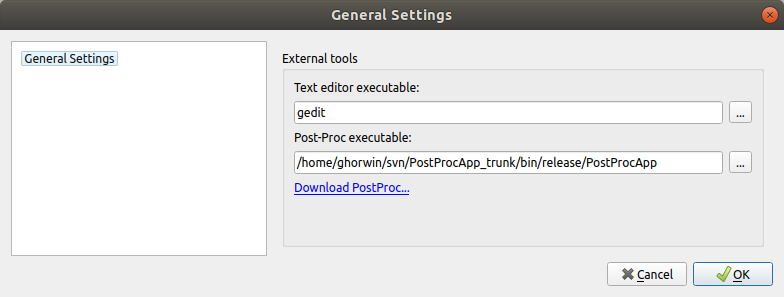 General Settings
General Settings
External tools
Text editor executable:
gedit
...
Post-Proc executable:
/home/ghorwin/svn/PostProcApp_trunk/bin/release/PostProcApp
...
Download PostProc...
Cancel
OK